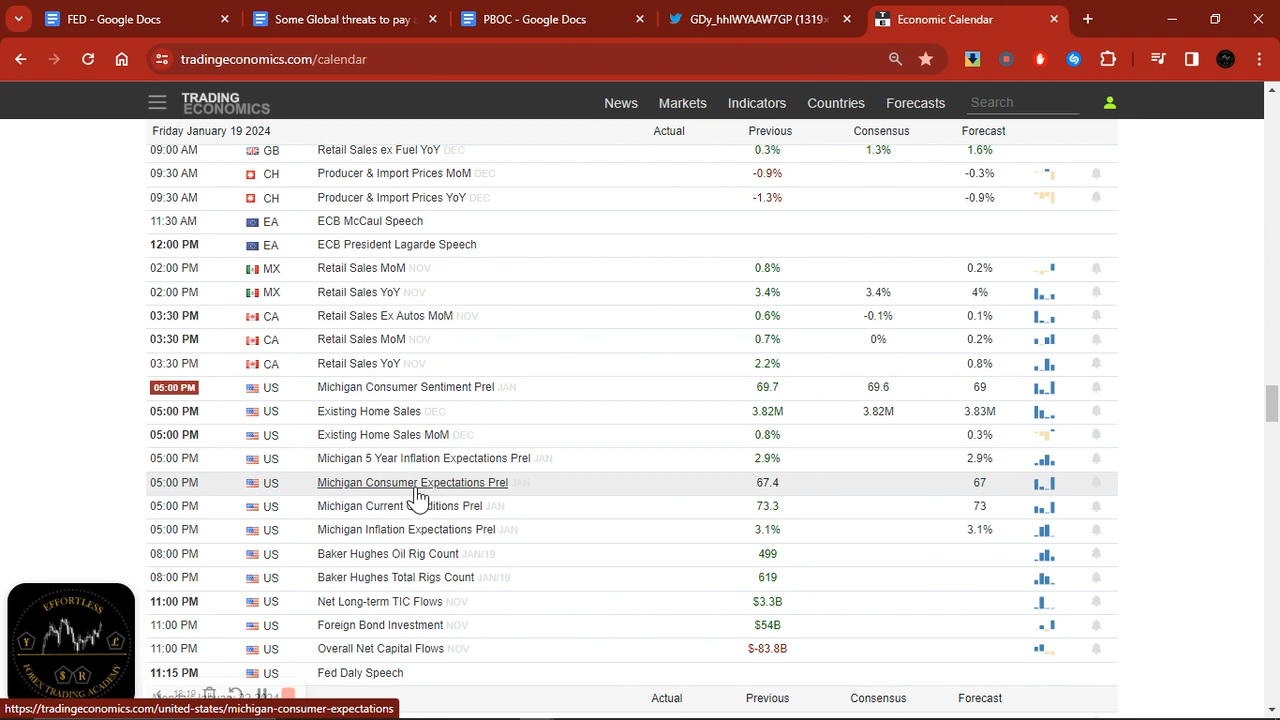 FED - Google Docs
Some Global threats to pay
PBOC - Google Docs
Economic Calendar
tradingeconomics.com/calendar
TRADING ECONOMICS
News Markets Indicators Countries Forecasts Search
Friday January 19 2024 Actual Previous Consensus Forecast
09:00 AM GB Retail Sales ex Fuel YoY DEC 0.3% 1.3% 1.6%
09:30 AM CH Producer & Import Prices MoM DEC -0.9% -0.3%
09:30 AM CH Producer & Import Prices YoY DEC -1.3% -0.9%
11:30 AM EA ECB McCaul Speech
12:00 PM EA ECB President Lagarde Speech
02:00 PM MX Retail Sales MoM NOV 0.8% 0.2%
02:00 PM MX Retail Sales YoY NOV 3.4% 3.4% 4%
03:30 PM CA Retail Sales Ex Autos MoM NOV 0.6% -0.1% 0.1%
03:30 PM CA Retail Sales MoM NOV 0.7% 0% 0.2%
03:30 PM CA Retail Sales YoY NOV 2.2% 0.8%
05:00 PM US Michigan Consumer Sentiment Prel JAN 69.7 69.6 69
05:00 PM US Existing Home Sales DEC 3.82M 3.82M 3.83M
05:00 PM US Existing Home Sales MoM DEC 0.8% 0.3%
05:00 PM US Michigan 5 Year Inflation Expectations Prel JAN 2.9% 2.9%
05:00 PM US Michigan Consumer Expectations Prel JAN 67.4 67
05:00 PM US Michigan Current Conditions Prel JAN 73.3 73
05:00 PM US Michigan Inflation Expectations Prel JAN 3.1% 3.1%
08:00 PM US Baker Hughes Oil Rig Count JAN/19 499
08:00 PM US Baker Hughes Total Rigs Count JAN/19 619
11:00 PM US Net Long-term TIC Flows NOV $3.3B
11:00 PM US Foreign Bond Investment NOV $54B
11:00 PM US Overall Net Capital Flows NOV $-83.8B
11:15 PM US Fed Daly Speech
Actual Previous Consensus Forecast
EFFORTLESS
FOREX TRADING ACADEMY
https://tradingeconomics.com/united-states/michigan-consumer-expectations